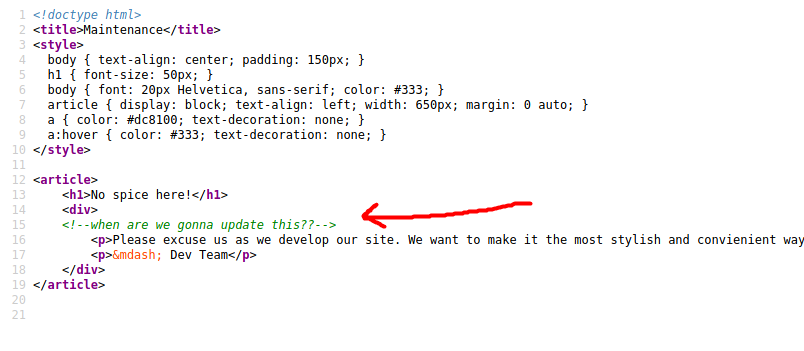 1 <!doctype html>
2 <title>Maintenance</title>
3 <style>
4 body { text-align: center; padding: 150px; }
5 h1 { font-size: 50px; }
6 body { font: 20px Helvetica, sans-serif; color: #333; }
7 article { display: block; text-align: left; width: 650px; margin: 0 auto; }
8 a { color: #dc8100; text-decoration: none; }
9 a:hover { color: #333; text-decoration: none; }
10 </style>
11
12 <article>
13 <h1>No spice here!</h1>
14 <div>
15 <!--when are we gonna update this??-->
16 <p>Please excuse us as we develop our site. We want to make it the most stylish and convienient way
17 <p>&mdash; Dev Team</p>
18 </div>
19 </article>
20
21